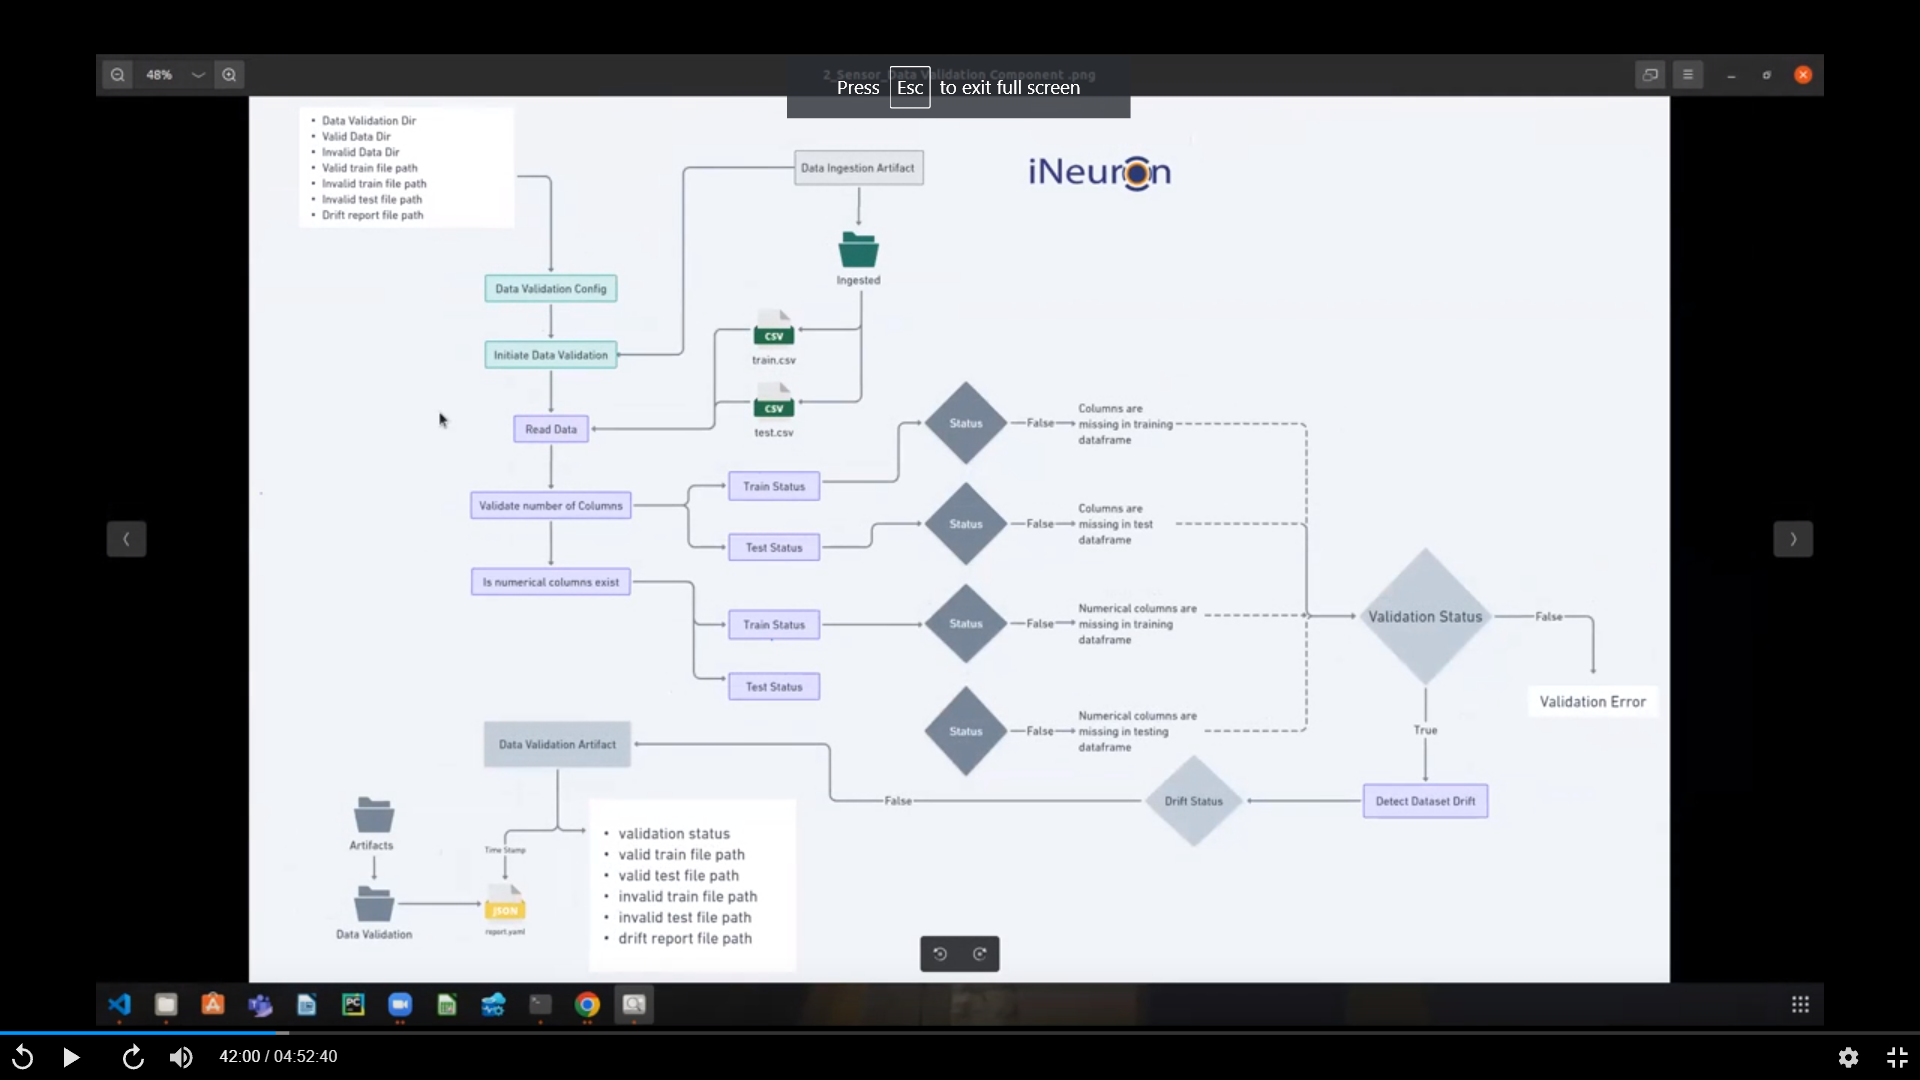 48%
2_Sensor_Data Validation Component .png
Press Esc to exit full screen
• Data Validation Dir
• Valid Data Dir
• Invalid Data Dir
• Valid train file path
• Invalid train file path
• Invalid test file path
• Drift report file path
Data Ingestion Artifact
iNeuron
Ingested
Data Validation Config
CSV
train.csv
Initiate Data Validation
CSV
test.csv
Read Data
Status
False
Columns are
missing in training
dataframe
Train Status
Validate number of Columns
Status
False
Columns are
missing in test
dataframe
Test Status
Is numerical columns exist
Train Status
Status
False
Numerical columns are
missing in training
dataframe
Validation Status
False
Test Status
Validation Error
Status
False
Numerical columns are
missing in testing
dataframe
True
Data Validation Artifact
False
Drift Status
Detect Dataset Drift
Artifacts
Time Stamp
Data Validation
JSON
report.yaml
• validation status
• valid train file path
• valid test file path
• invalid train file path
• invalid test file path
• drift report file path
PC
42:00 / 04:52:40